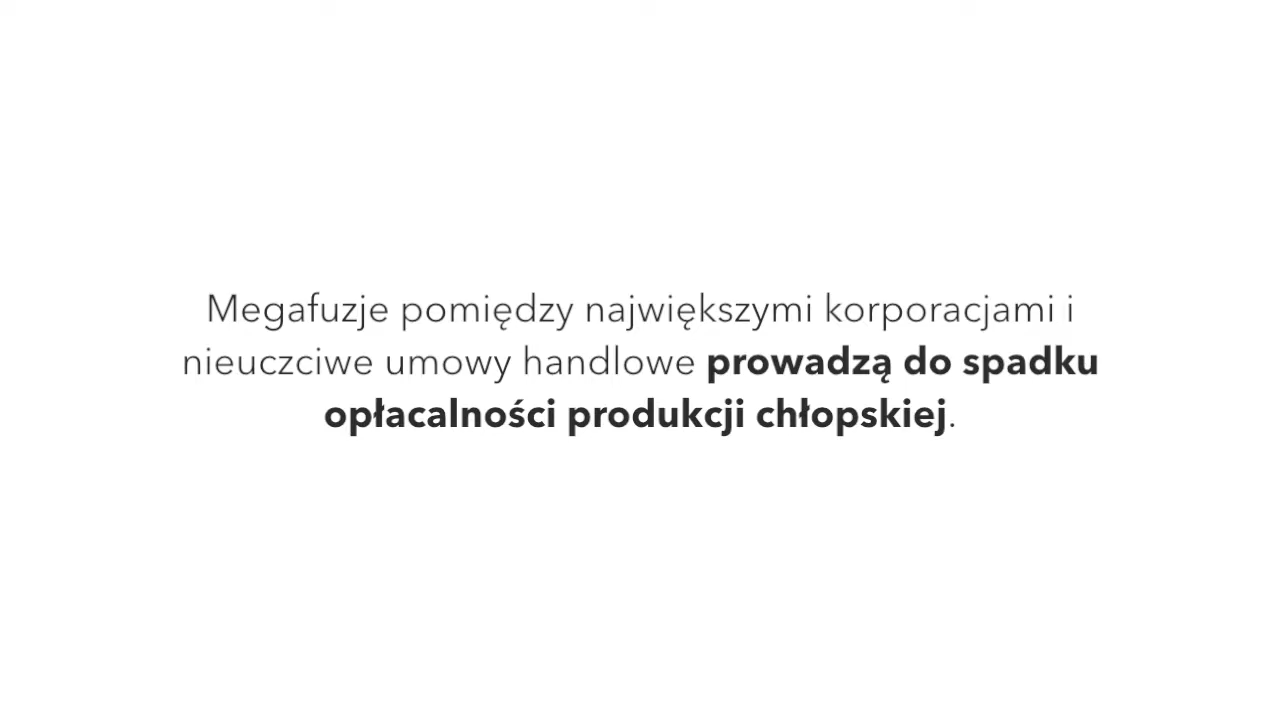 Megafuzje pomiędzy największymi korporacjami i
nieuczciwe umowy handlowe prowadzą do spadku
opłacalności produkcji chłopskiej.